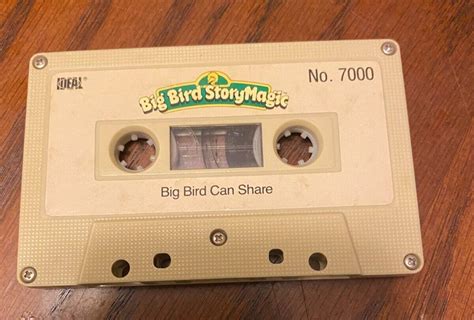 IDEAL®
No. 7000
Big Bird StoryMagic
Big Bird Can Share